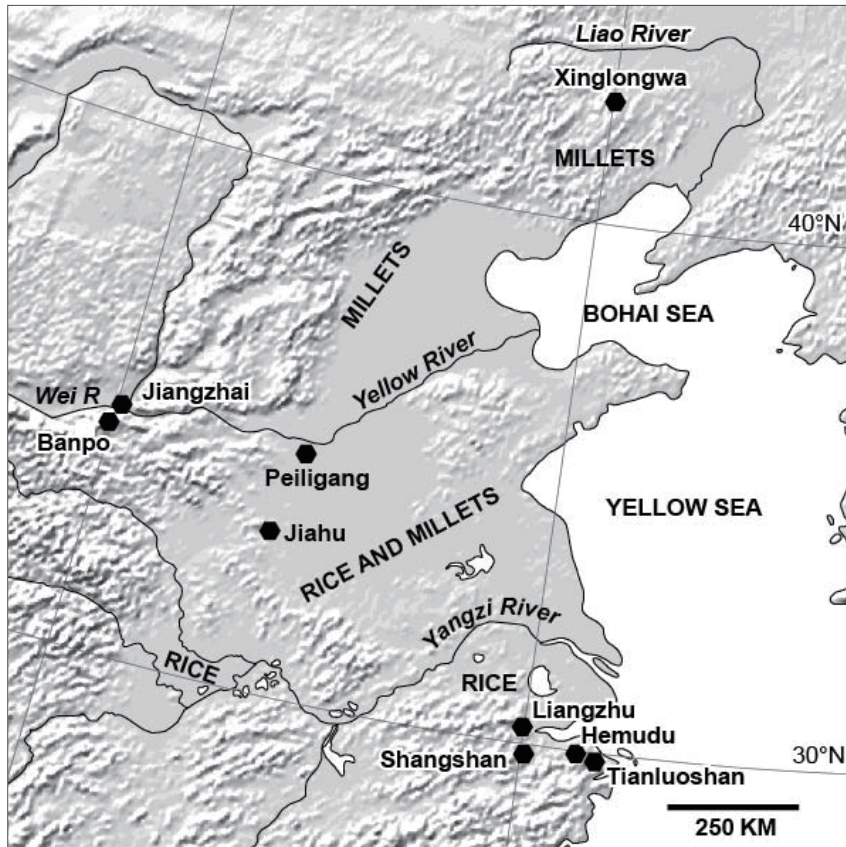 Liao River
Xinglongwa
MILLETS
40°N
MILLETS
BOHAI SEA
Yellow River
Wei R
Jiangzhai
Banpo
Peiligang
YELLOW SEA
RICE AND MILLETS
Jiahu
Yangzi River
RICE
RICE
Liangzhu
Hemudu
Shangshan
30°N
Tianluoshan
250 KM